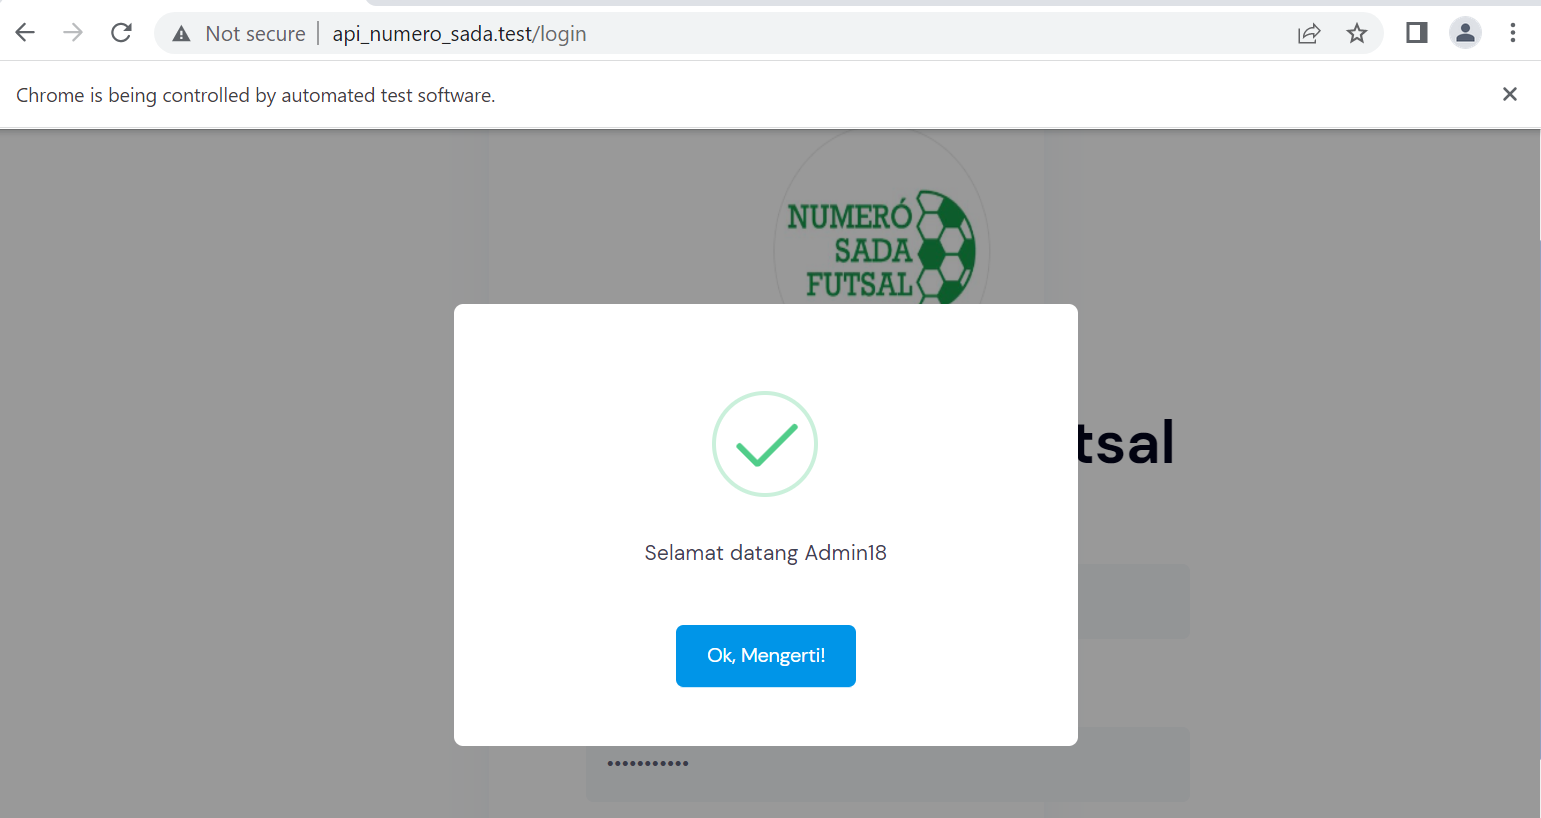 Not secure | api_numero_sada.test/login
Chrome is being controlled by automated test software.
NUMERÓ
SADA
FUTSAL
tsal
Selamat datang Admin18
Ok, Mengerti!
•••••••••••